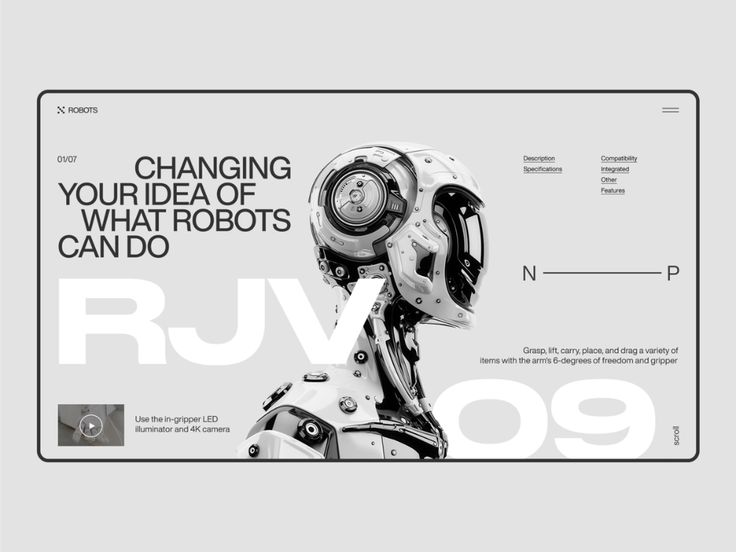 ROBOTS
01/07
CHANGING
YOUR IDEA OF
WHAT ROBOTS
CAN DO
Description
Specifications
Compatibility
Integrated
Other
Features
N
P
RJV
Grasp, lift, carry, place, and drag a variety of
items with the arm's 6-degrees of freedom and gripper
09
Use the in-gripper LED
illuminator and 4K camera
scroll